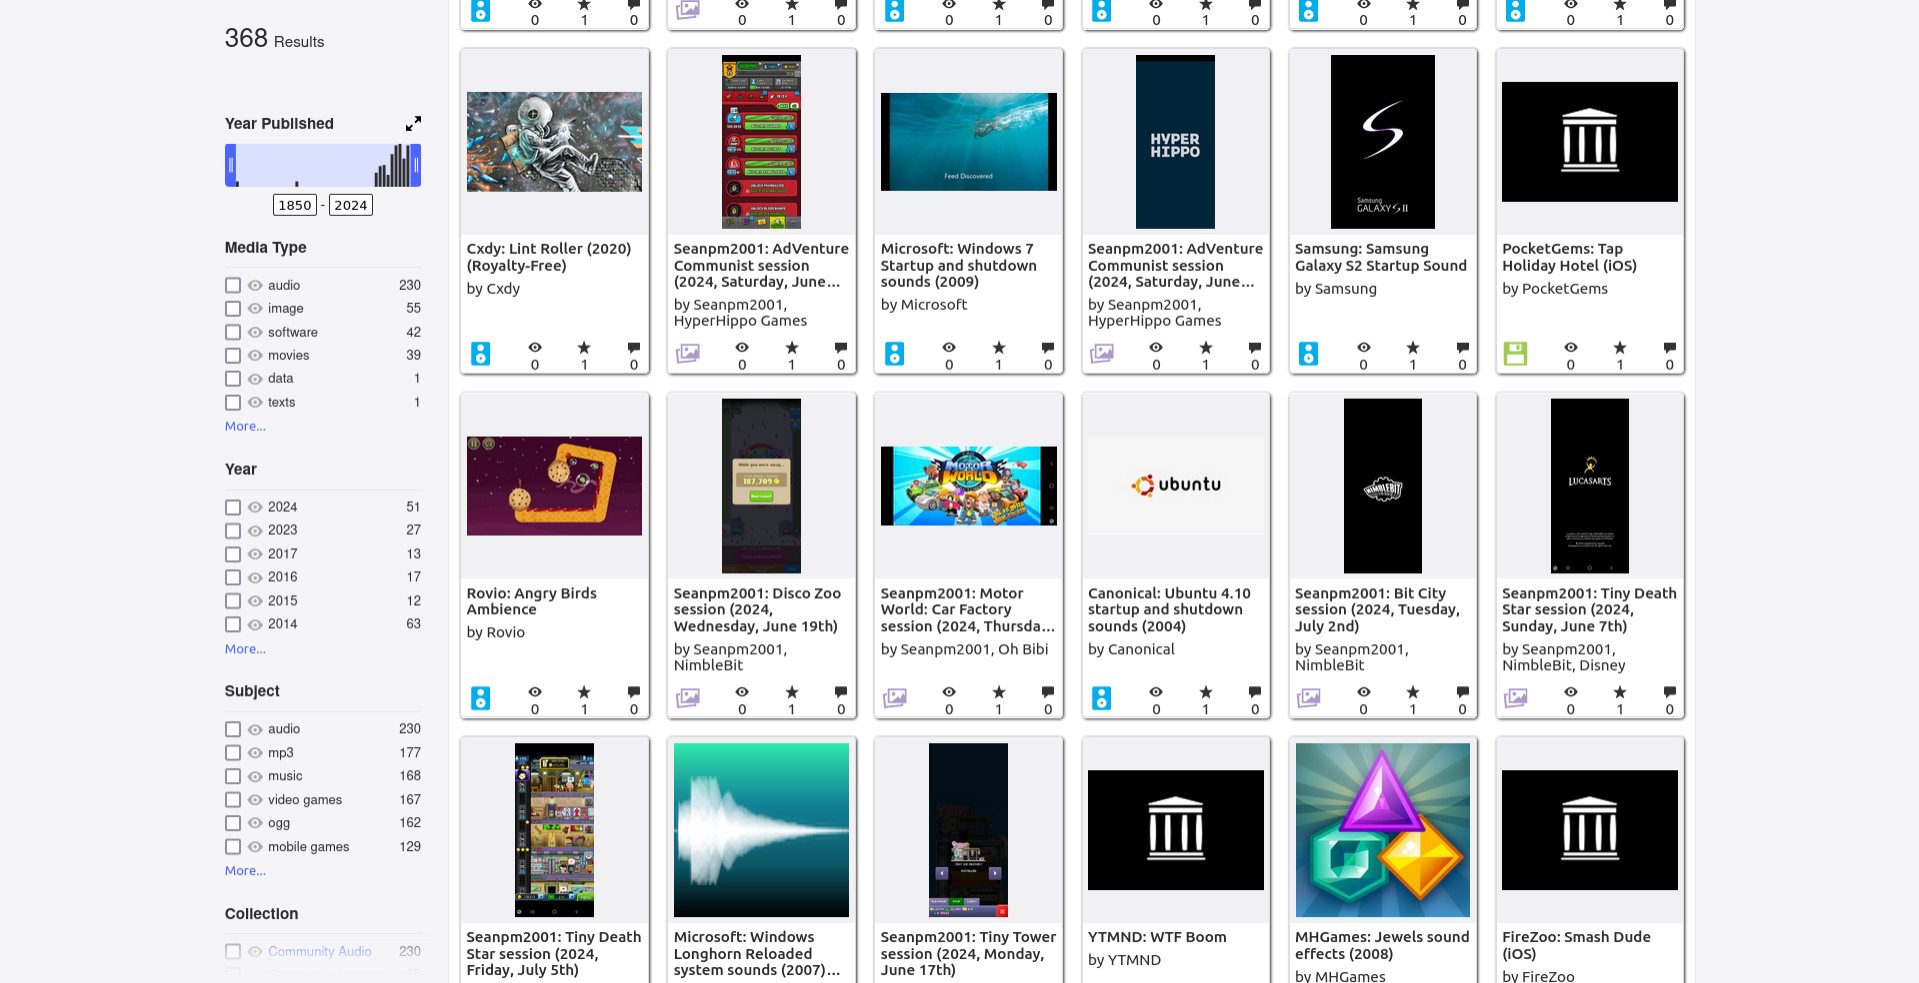 368 Results
Year Published
1850 - 2024
Media Type
audio 230
image 55
software 42
movies 39
data 1
texts 1
More...
Year
2024 51
2023 27
2017 13
2016 17
2015 12
2014 63
More...
Subject
audio 230
mp3 177
music 168
video games 167
ogg 162
mobile games 129
More...
Collection
Community Audio 230
0 1 0
0 1 0
0 1 0
0 1 0
0 1 0
0 1 0
Cxdy: Lint Roller (2020)
(Royalty-Free)
by Cxdy
0 1 0
Seanpm2001: AdVenture
Communist session
(2024, Saturday, June...
by Seanpm2001,
HyperHippo Games
0 1 0
Feed Discovered
Microsoft: Windows 7
Startup and shutdown
sounds (2009)
by Microsoft
0 1 0
HYPER
HIPPO
Seanpm2001: AdVenture
Communist session
(2024, Saturday, June...
by Seanpm2001,
HyperHippo Games
0 1 0
Samsung
GALAXY S II
Samsung: Samsung
Galaxy S2 Startup Sound
by Samsung
0 1 0
PocketGems: Tap
Holiday Hotel (iOS)
by PocketGems
0 1 0
Rovio: Angry Birds
Ambience
by Rovio
0 1 0
While you were away...
187,709
Seanpm2001: Disco Zoo
session (2024,
Wednesday, June 19th)
by Seanpm2001,
NimbleBit
0 1 0
MOTOR
WORLD
Seanpm2001: Motor
World: Car Factory
session (2024, Thursda...
by Seanpm2001, Oh Bibi
0 1 0
ubuntu
Canonical: Ubuntu 4.10
startup and shutdown
sounds (2004)
by Canonical
0 1 0
NIMBLEBIT
Seanpm2001: Bit City
session (2024, Tuesday,
July 2nd)
by Seanpm2001,
NimbleBit
0 1 0
LUCASARTS
Seanpm2001: Tiny Death
Star session (2024,
Sunday, June 7th)
by Seanpm2001,
NimbleBit, Disney
0 1 0
Seanpm2001: Tiny Death
Star session (2024,
Friday, July 5th)
Microsoft: Windows
Longhorn Reloaded
system sounds (2007)...
Seanpm2001: Tiny Tower
session (2024, Monday,
June 17th)
YTMND: WTF Boom
by YTMND
MHGames: Jewels sound
effects (2008)
by MHGames
FireZoo: Smash Dude
(iOS)
by FireZoo